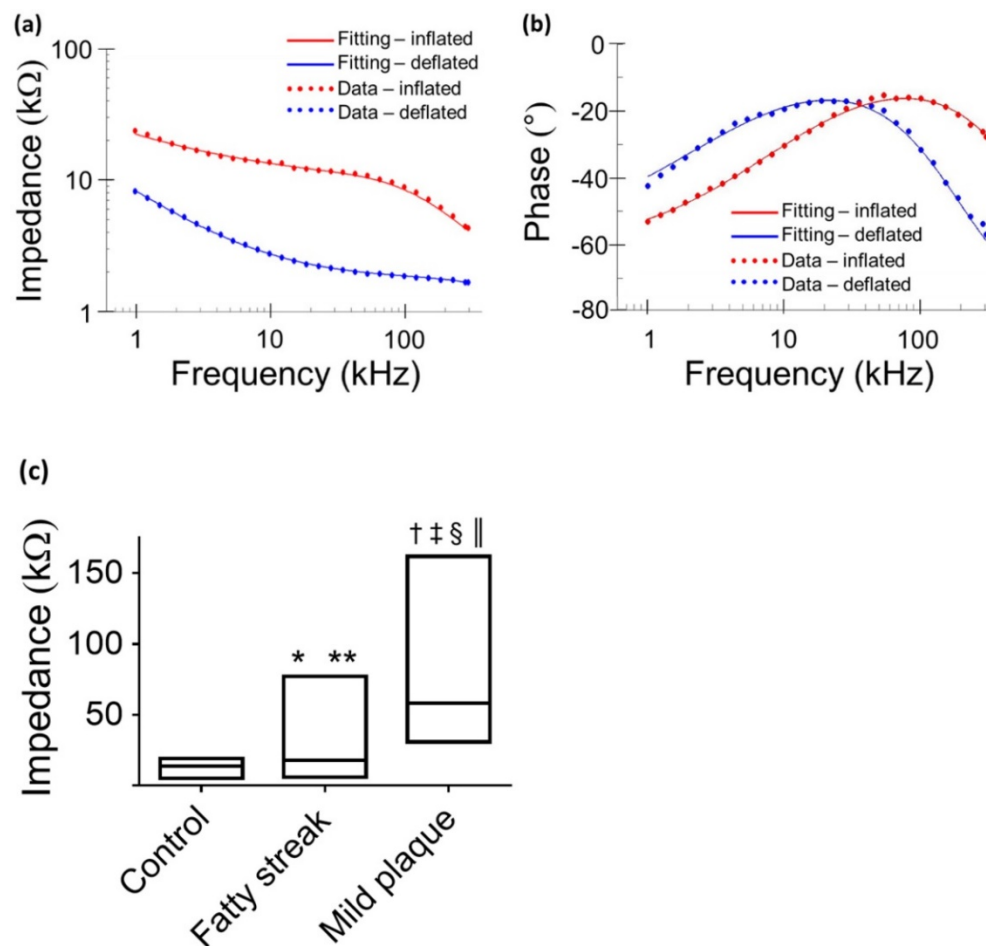 (a)
Impedance (kΩ)
100
10
1
Fitting – inflated
Fitting – deflated
Data – inflated
Data – deflated
1 10 100
Frequency (kHz)
(b)
Phase (°)
0
-20
-40
-60
-80
Fitting – inflated
Fitting – deflated
Data – inflated
Data – deflated
1 10 100
Frequency (kHz)
(c)
Impedance (kΩ)
150
100
50
* **
† ‡ § ∥
Control
Fatty streak
Mild plaque